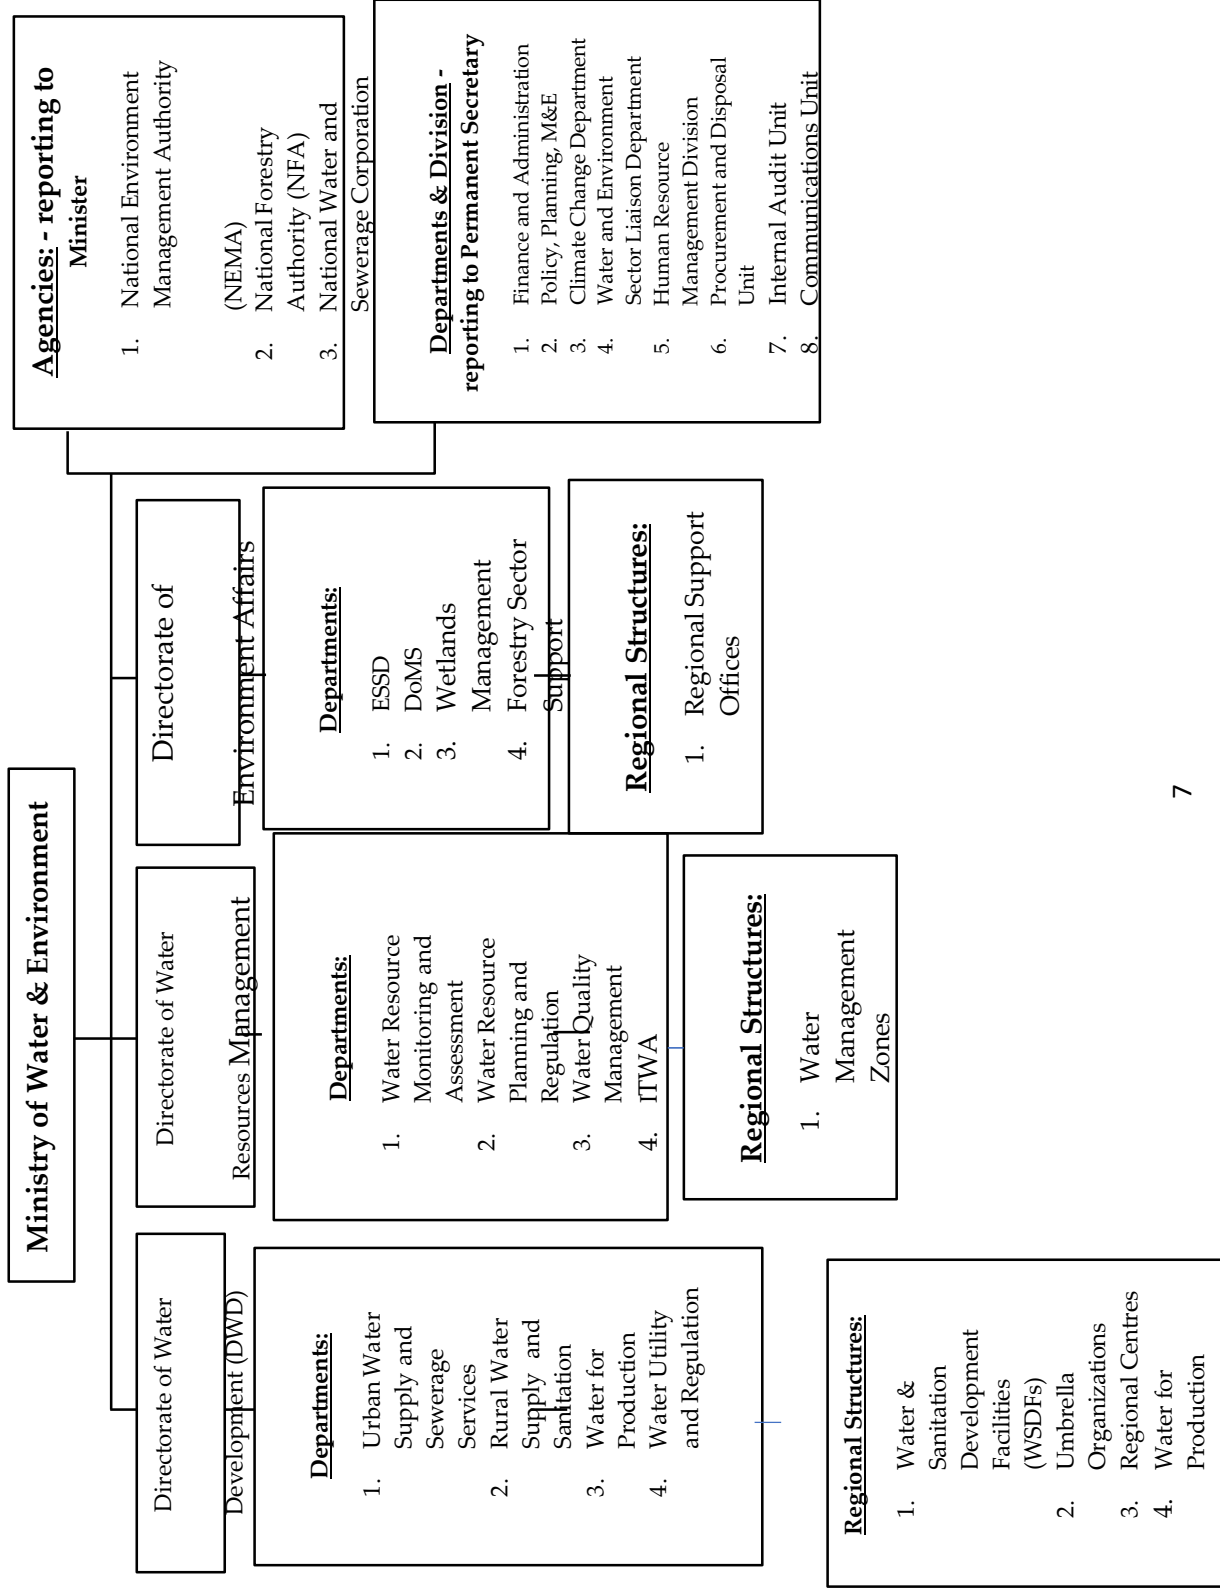 Ministry of Water & Environment
Directorate of Water
Development (DWD)
Departments:
1. Urban Water
Supply and
Sewerage
Services
2. Rural Water
Supply and
Sanitation
3. Water for
Production
4. Water Utility
and Regulation
Regional Structures:
1. Water &
Sanitation
Development
Facilities
(WSDFs)
2. Umbrella
Organizations
3. Regional Centres
4. Water for
Production
Directorate of Water
Resources Management
Departments:
1. Water Resource
Monitoring and
Assessment
2. Water Resource
Planning and
Regulation
3. Water Quality
Management
4. ITWA
Regional Structures:
1. Water
Management
Zones
Directorate of
Environment Affairs
Departments:
1. ESSD
2. DoMS
3. Wetlands
Management
4. Forestry Sector
Support
Regional Structures:
1. Regional Support
Offices
Agencies: - reporting to
Minister
1. National Environment
Management Authority
(NEMA)
2. National Forestry
Authority (NFA)
3. National Water and
Sewerage Corporation
Departments & Division -
reporting to Permanent Secretary
1. Finance and Administration
2. Policy, Planning, M&E
3. Climate Change Department
4. Water and Environment
Sector Liaison Department
5. Human Resource
Management Division
6. Procurement and Disposal
Unit
7. Internal Audit Unit
8. Communications Unit
7